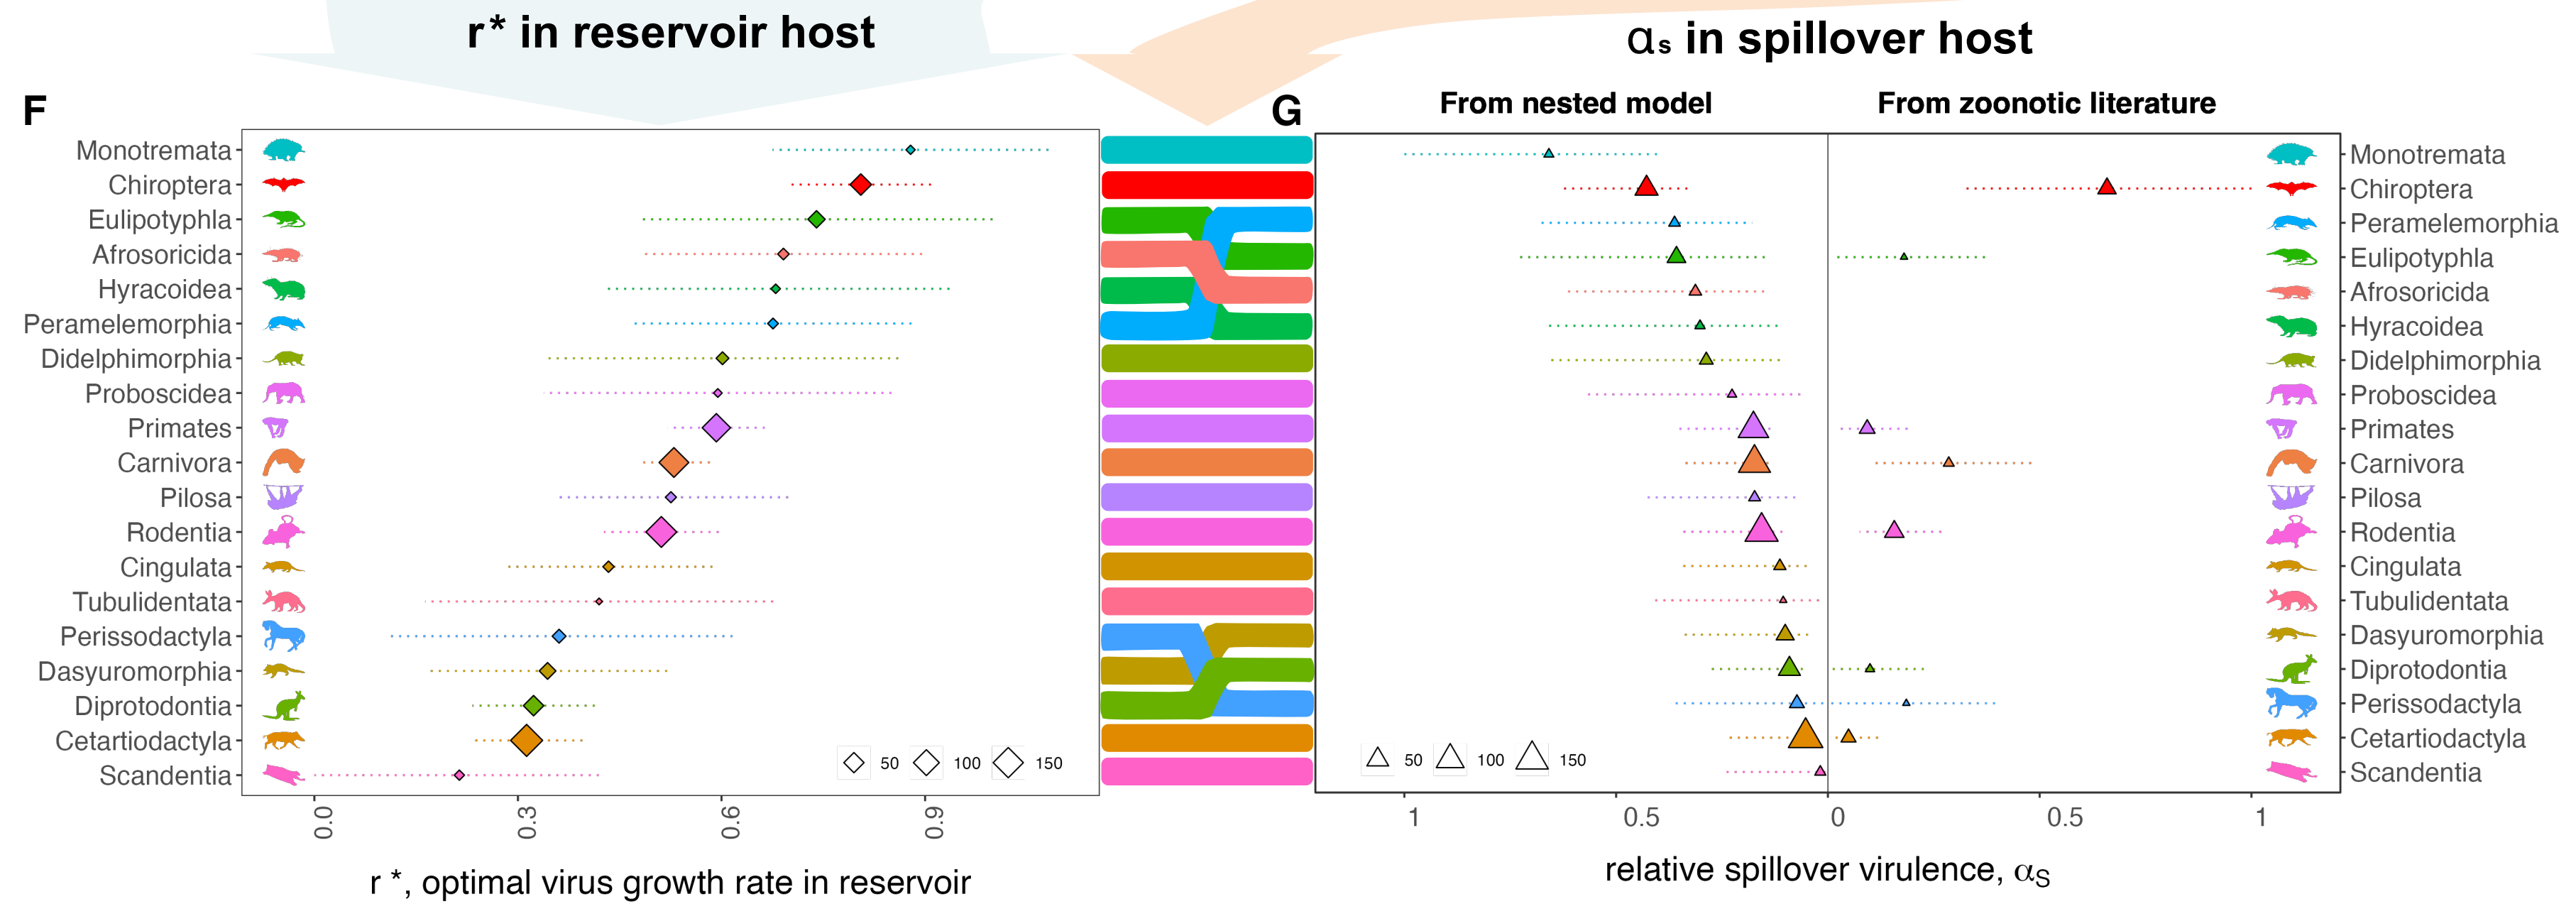 r* in reservoir host
αs in spillover host
F
G
From nested model
From zoonotic literature
Monotremata
Chiroptera
Eulipotyphla
Afrosoricida
Hyracoidea
Peramelemorphia
Didelphimorphia
Proboscidea
Primates
Carnivora
Pilosa
Rodentia
Cingulata
Tubulidentata
Perissodactyla
Dasyuromorphia
Diprotodontia
Cetartiodactyla
Scandentia
50 100 150
0.0 0.3 0.6 0.9
r *, optimal virus growth rate in reservoir
50 100 150
1 0.5 0 0.5 1
relative spillover virulence, αS
Monotremata
Chiroptera
Peramelemorphia
Eulipotyphla
Afrosoricida
Hyracoidea
Didelphimorphia
Proboscidea
Primates
Carnivora
Pilosa
Rodentia
Cingulata
Tubulidentata
Dasyuromorphia
Diprotodontia
Perissodactyla
Cetartiodactyla
Scandentia